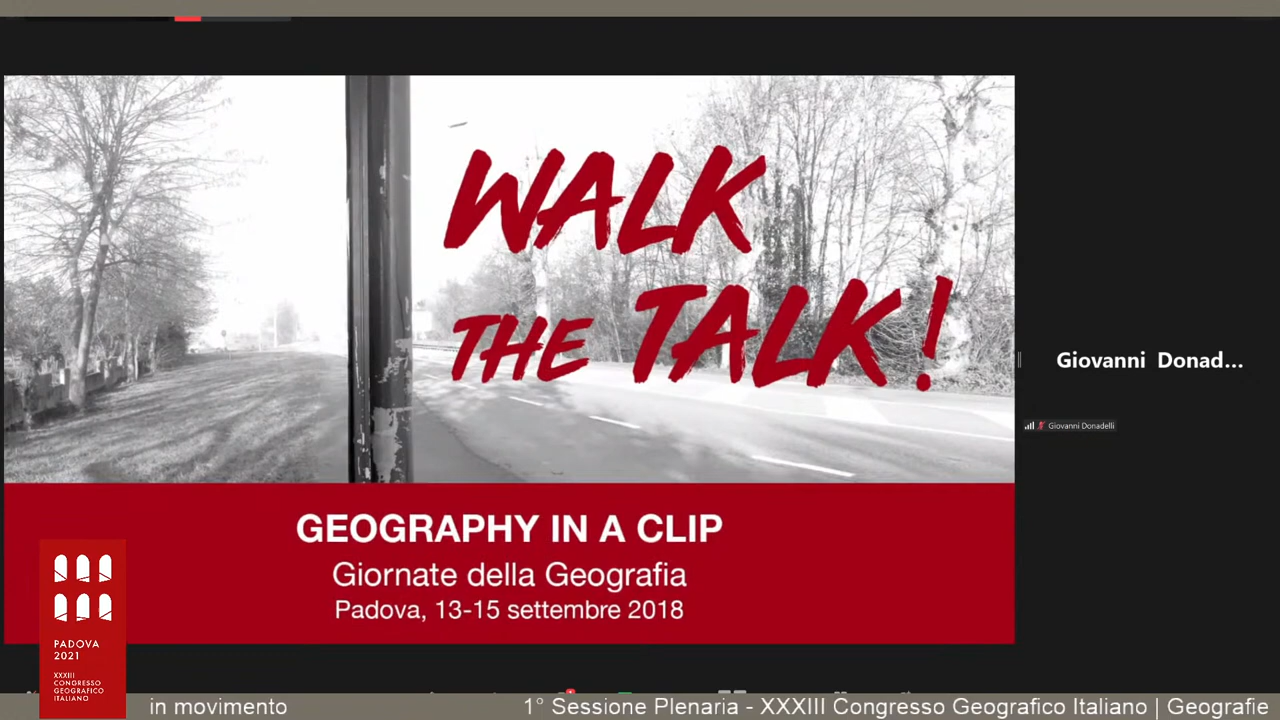 WALK
THE TALK!
GEOGRAPHY IN A CLIP
Giornate della Geografia
Padova, 13-15 settembre 2018
Giovanni Donad...
Giovanni Donadelli
PADOVA
2021
XXXIII
CONGRESSO
GEOGRAFICO
ITALIANO
in movimento
1° Sessione Plenaria - XXXIII Congresso Geografico Italiano | Geografie